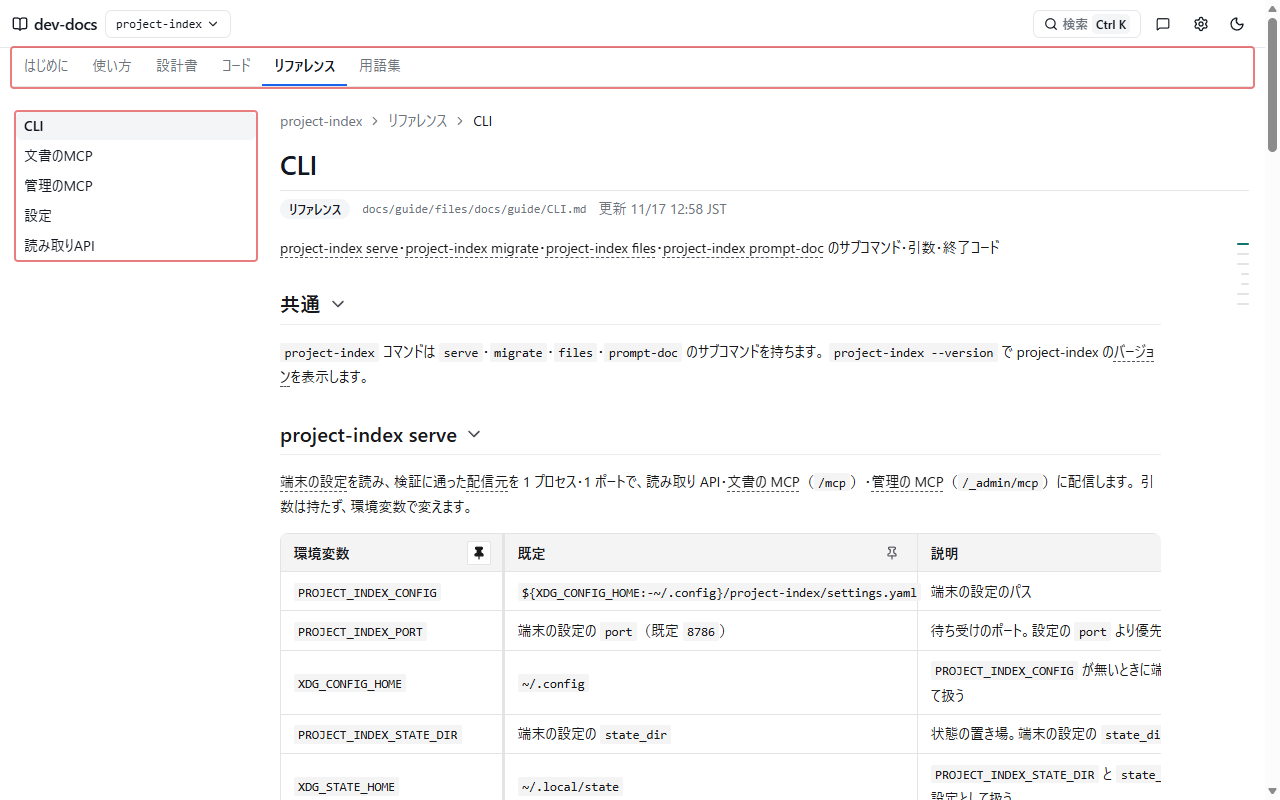 dev-docs project-index 検索 Ctrl K
はじめに 使い方 設計書 コード リファレンス 用語集
CLI
文書のMCP
管理のMCP
設定
読み取りAPI
project-index > リファレンス > CLI
CLI
リファレンス docs/guide/files/docs/guide/CLI.md 更新 11/17 12:58 JST
project-index serve・project-index migrate・project-index files・project-index prompt-doc のサブコマンド・引数・終了コード
共通
project-index コマンドは serve・migrate・files・prompt-doc のサブコマンドを持ちます。project-index --version で project-index のバージョ
ンを表示します。
project-index serve
端末の設定を読み、検証に通った配信元を 1 プロセス・1 ポートで、読み取り API・文書の MCP（/mcp）・管理の MCP（/_admin/mcp）に配信します。引
数は持たず、環境変数で変えます。
環境変数 既定 説明
PROJECT_INDEX_CONFIG ${XDG_CONFIG_HOME:-~/.config}/project-index/settings.yaml 端末の設定のパス
PROJECT_INDEX_PORT 端末の設定の port（既定 8786） 待ち受けのポート。設定の port より優先
XDG_CONFIG_HOME ~/.config PROJECT_INDEX_CONFIG が無いときに端
て扱う
PROJECT_INDEX_STATE_DIR 端末の設定の state_dir 状態の置き場。端末の設定の state_di
XDG_STATE_HOME ~/.local/state PROJECT_INDEX_STATE_DIR と state_
設定として扱う